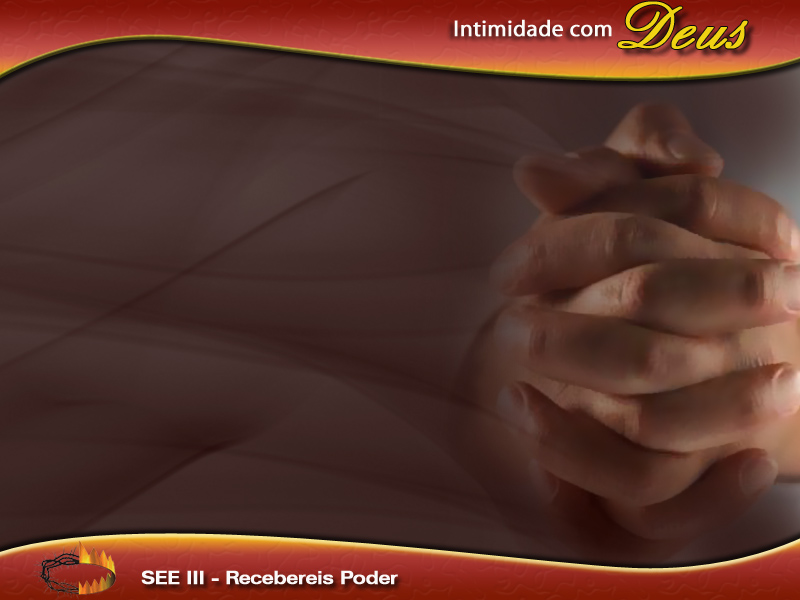 Intimidade com Deus
SEE III - Recebereis Poder